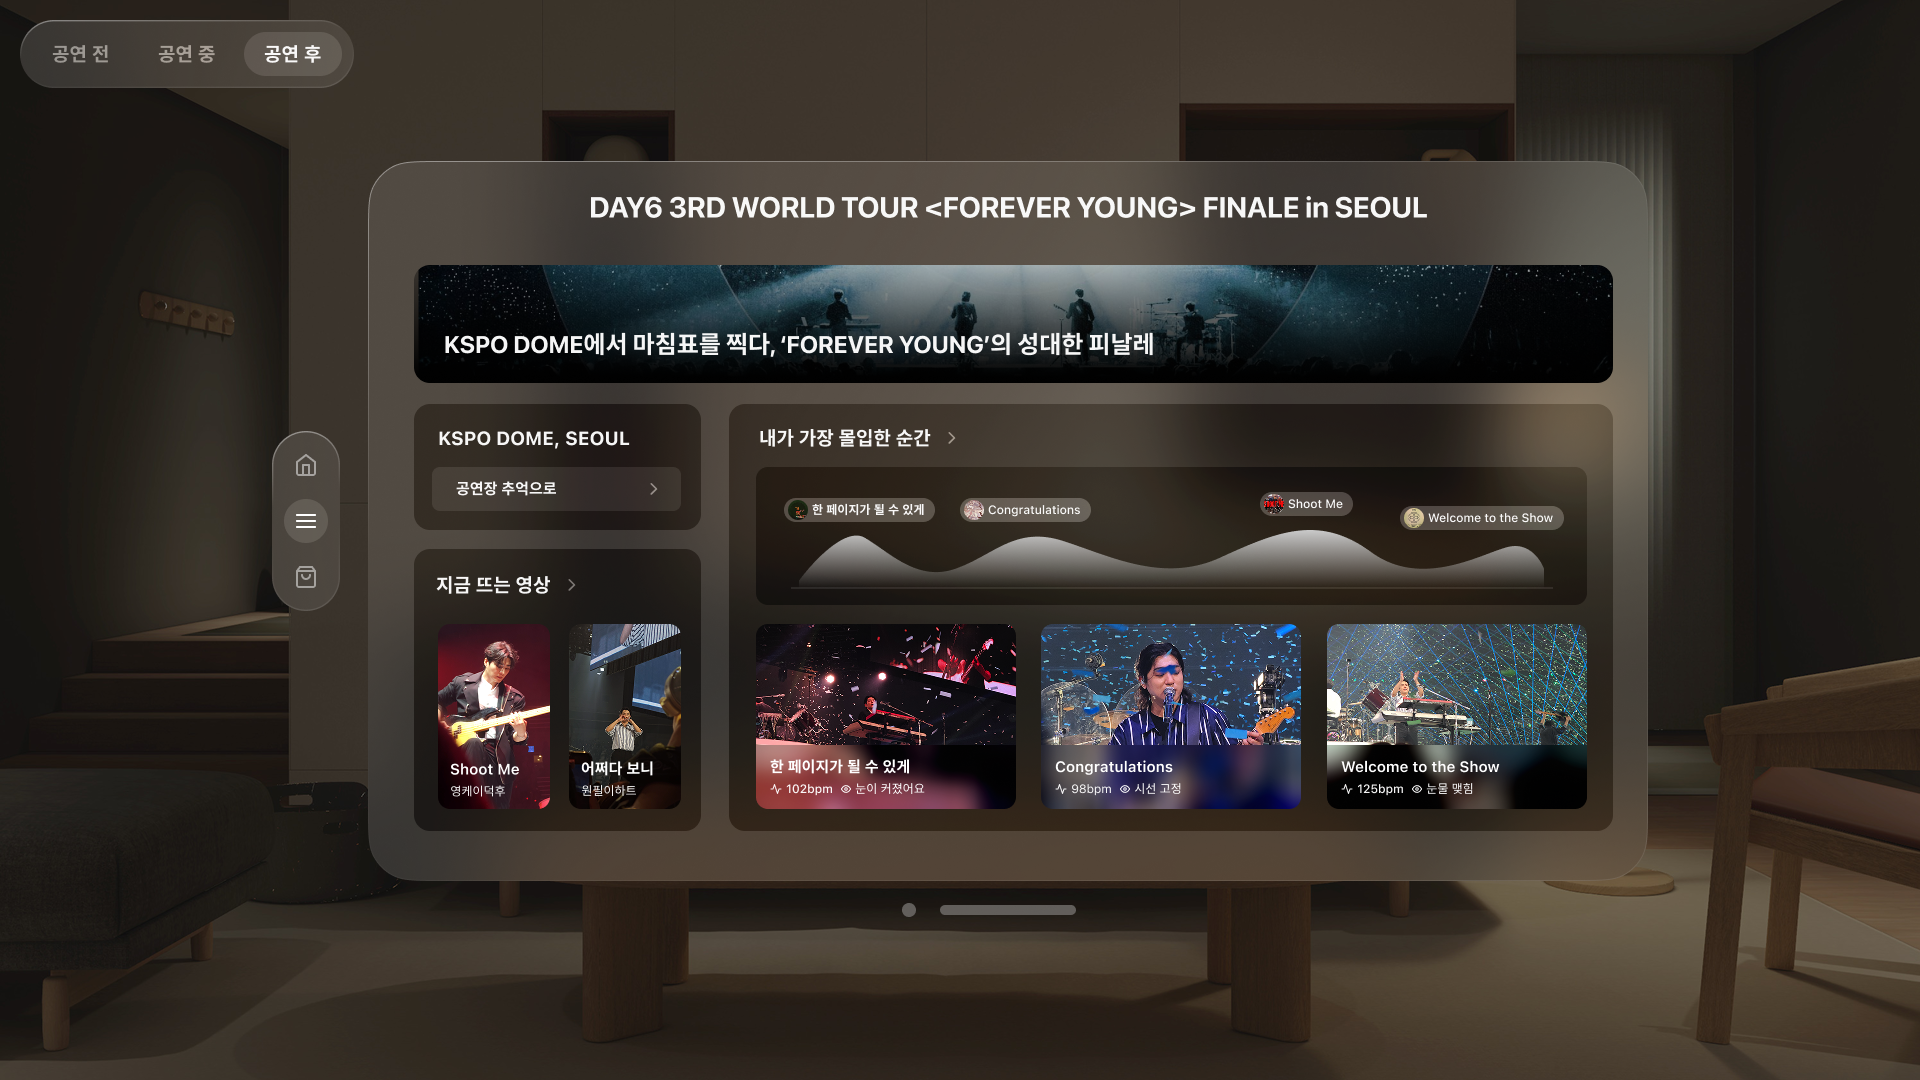 공연 전
공연 중
공연 후
DAY6 3RD WORLD TOUR <FOREVER YOUNG> FINALE in SEOUL
KSPO DOME에서 마침표를 찍다, ‘FOREVER YOUNG’의 성대한 피날레
KSPO DOME, SEOUL
공연장 추억으로
지금 뜨는 영상
Shoot Me
영케이덕후
어쩌다 보니
원필이하트
내가 가장 몰입한 순간
한 페이지가 될 수 있게
Congratulations
Shoot Me
Welcome to the Show
한 페이지가 될 수 있게
102bpm 눈이 커졌어요
Congratulations
98bpm 시선 고정
Welcome to the Show
125bpm 눈물 맺힘